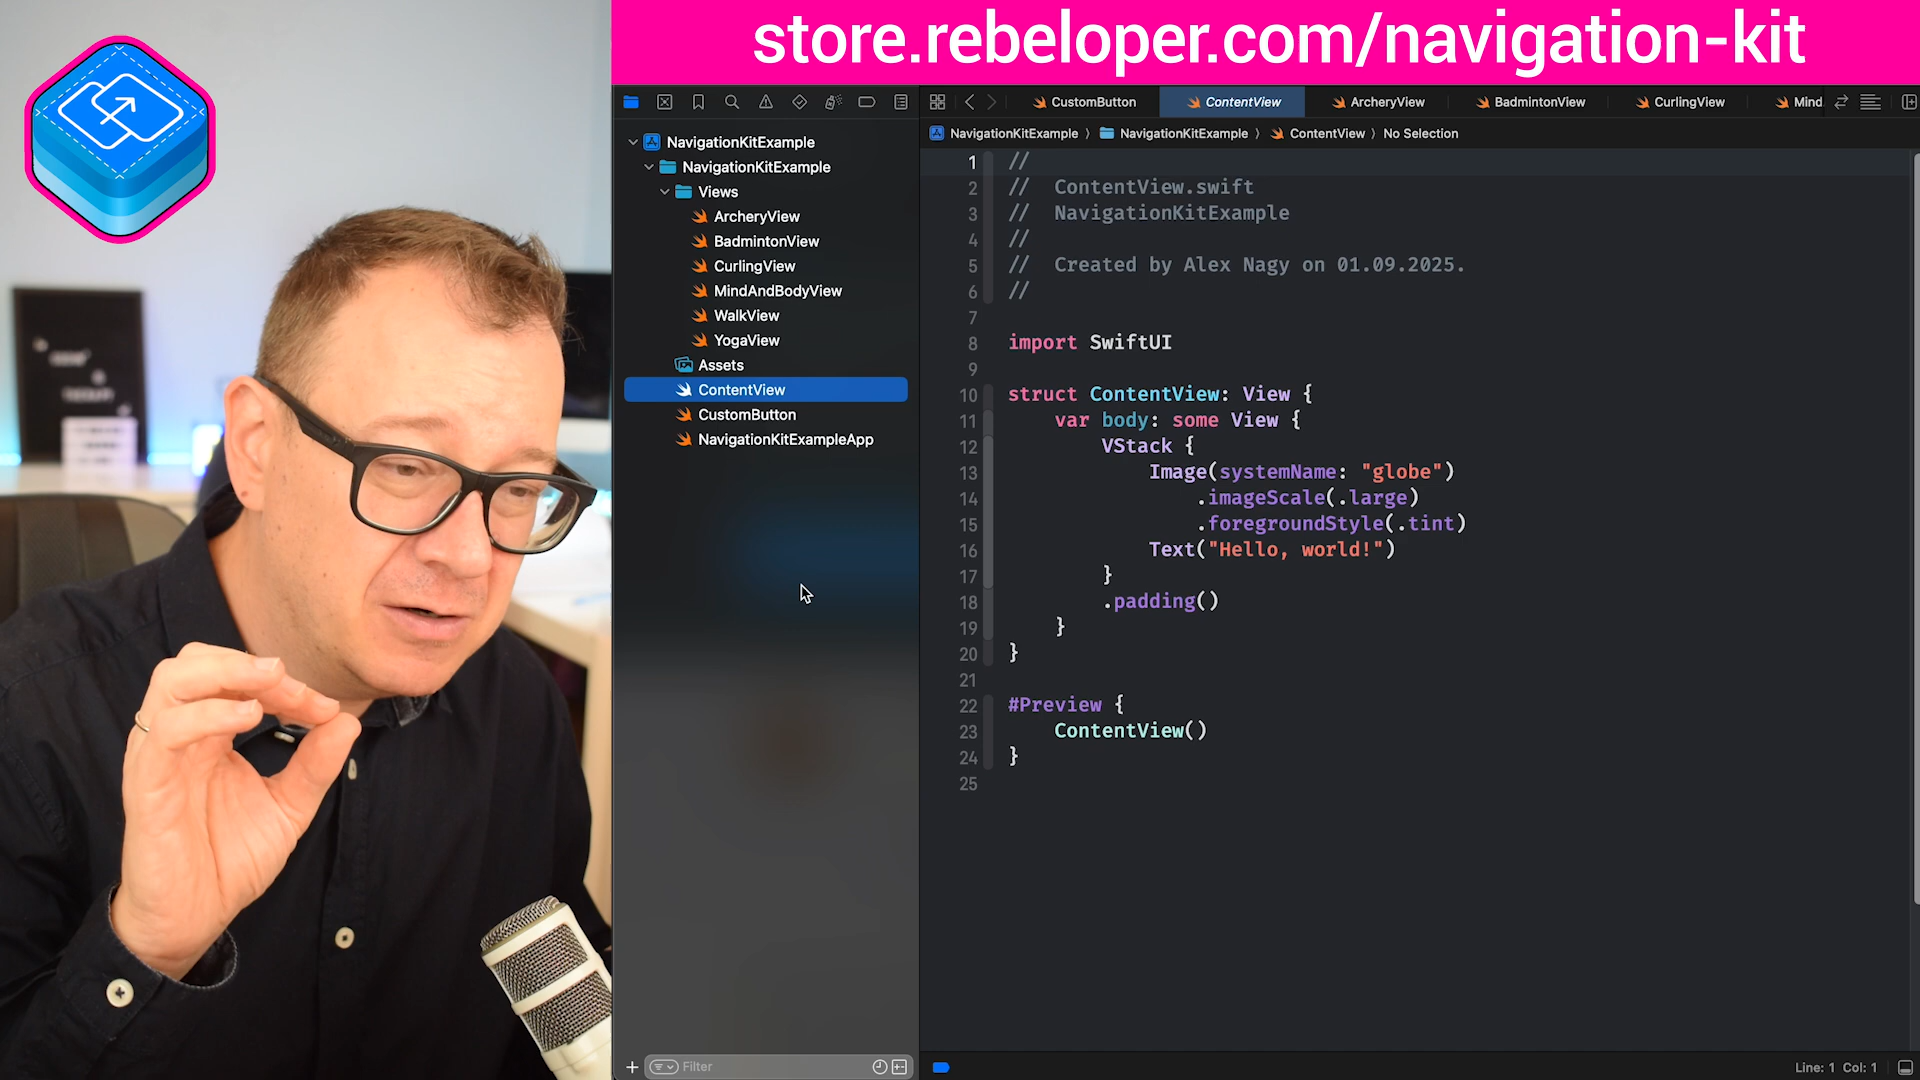 store.rebeloper.com/navigation-kit
CustomButton
ContentView
ArcheryView
BadmintonView
CurlingView
Mind
NavigationKitExample
NavigationKitExample
ContentView
No Selection
NavigationKitExample
NavigationKitExample
Views
ArcheryView
BadmintonView
CurlingView
MindAndBodyView
WalkView
YogaView
Assets
ContentView
CustomButton
NavigationKitExampleApp
Filter
1 //
2 // ContentView.swift
3 // NavigationKitExample
4 //
5 // Created by Alex Nagy on 01.09.2025.
6 //
7
8 import SwiftUI
9
10 struct ContentView: View {
11 var body: some View {
12 VStack {
13 Image(systemName: "globe")
14 .imageScale(.large)
15 .foregroundStyle(.tint)
16 Text("Hello, world!")
17 }
18 .padding()
19 }
20 }
21
22 #Preview {
23 ContentView()
24 }
25
Line: 1 Col: 1